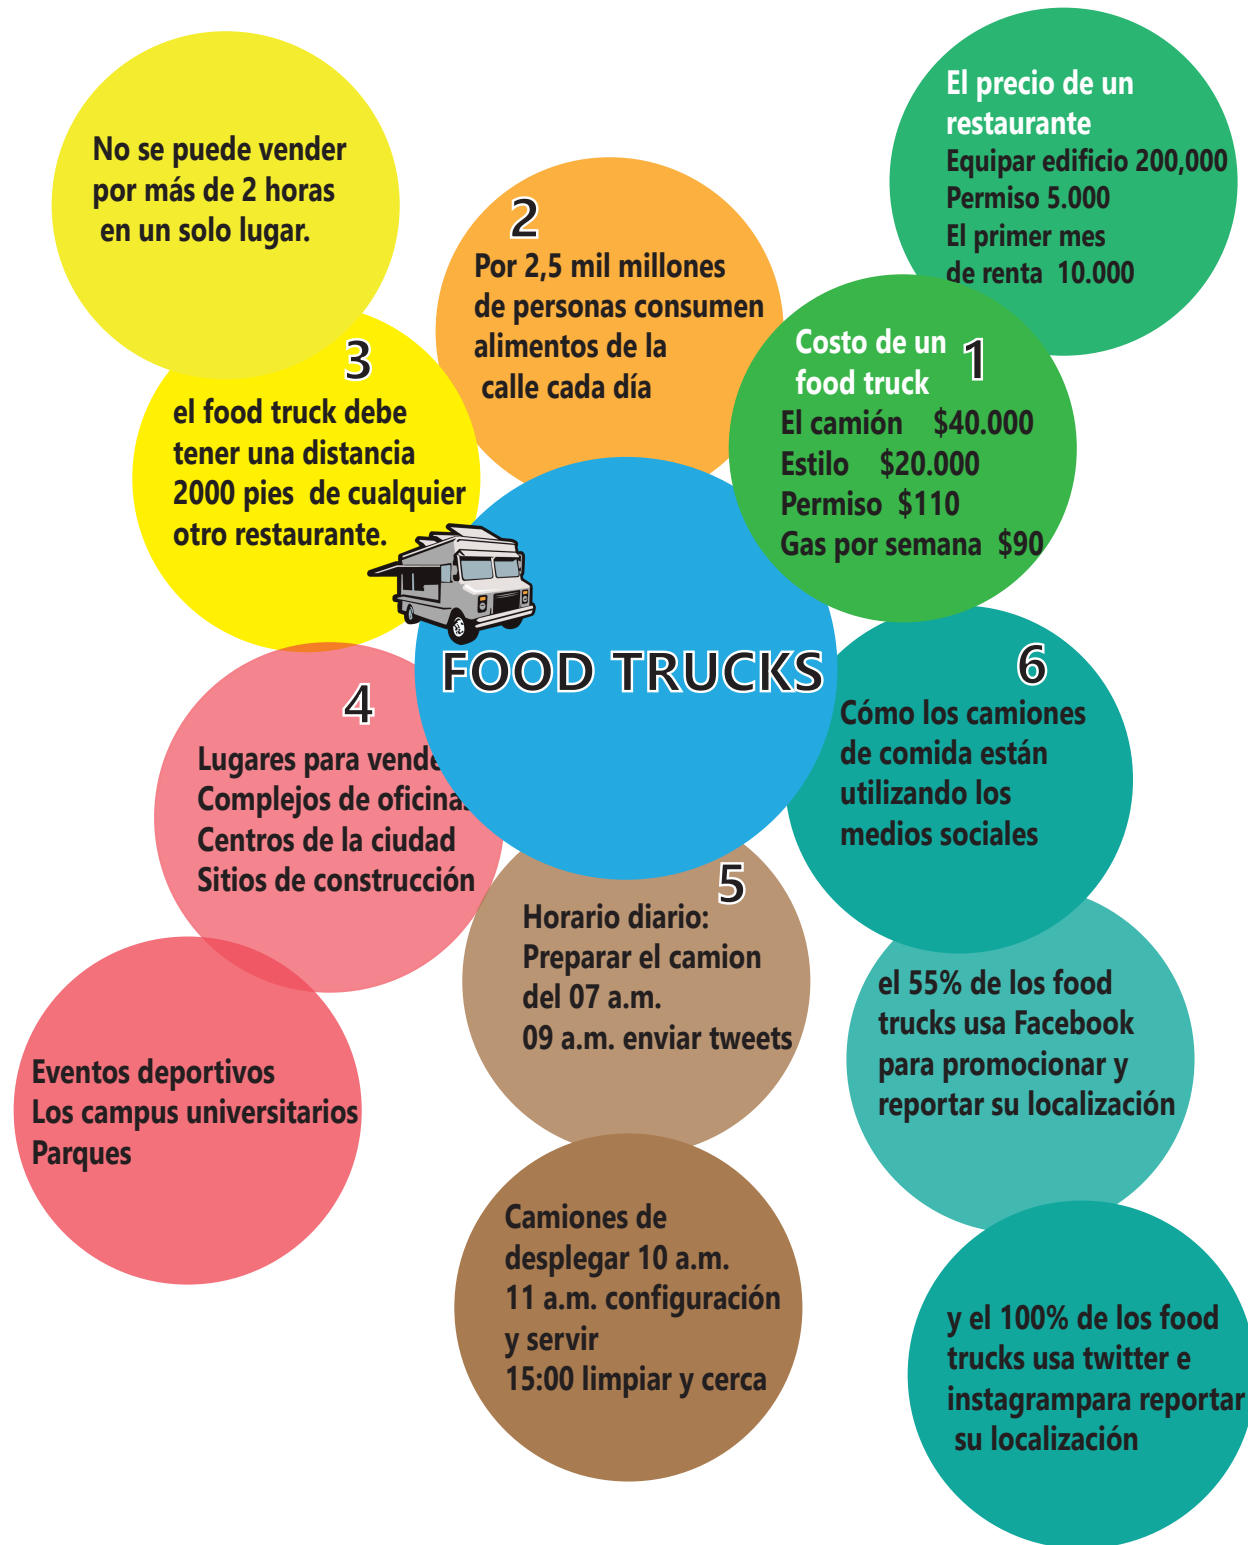 FOOD TRUCKS
El precio de un
restaurante
Equipar edificio 200,000
Permiso 5.000
El primer mes
de renta 10.000
1
Costo de un
food truck
El camión $40.000
Estilo $20.000
Permiso $110
Gas por semana $90
2
Por 2,5 mil millones
de personas consumen
alimentos de la
calle cada día
No se puede vender
por más de 2 horas
en un solo lugar.
3
el food truck debe
tener una distancia
2000 pies de cualquier
otro restaurante.
4
Lugares para vende
Complejos de oficinas
Centros de la ciudad
Sitios de construcción
Eventos deportivos
Los campus universitarios
Parques
5
Horario diario:
Preparar el camion
del 07 a.m.
09 a.m. enviar tweets
Camiones de
desplegar 10 a.m.
11 a.m. configuración
y servir
15:00 limpiar y cerca
6
Cómo los camiones
de comida están
utilizando los
medios sociales
el 55% de los food
trucks usa Facebook
para promocionar y
reportar su localización
y el 100% de los food
trucks usa twitter e
instagrampara reportar
su localización